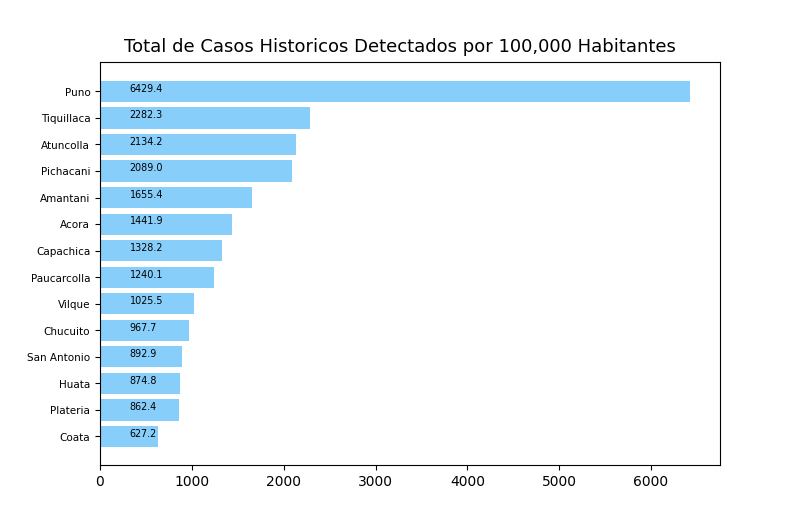 Total de Casos Historicos Detectados por 100,000 Habitantes
Puno 6429.4
Tiquillaca 2282.3
Atuncolla 2134.2
Pichacani 2089.0
Amantani 1655.4
Acora 1441.9
Capachica 1328.2
Paucarcolla 1240.1
Vilque 1025.5
Chucuito 967.7
San Antonio 892.9
Huata 874.8
Plateria 862.4
Coata 627.2
0 1000 2000 3000 4000 5000 6000